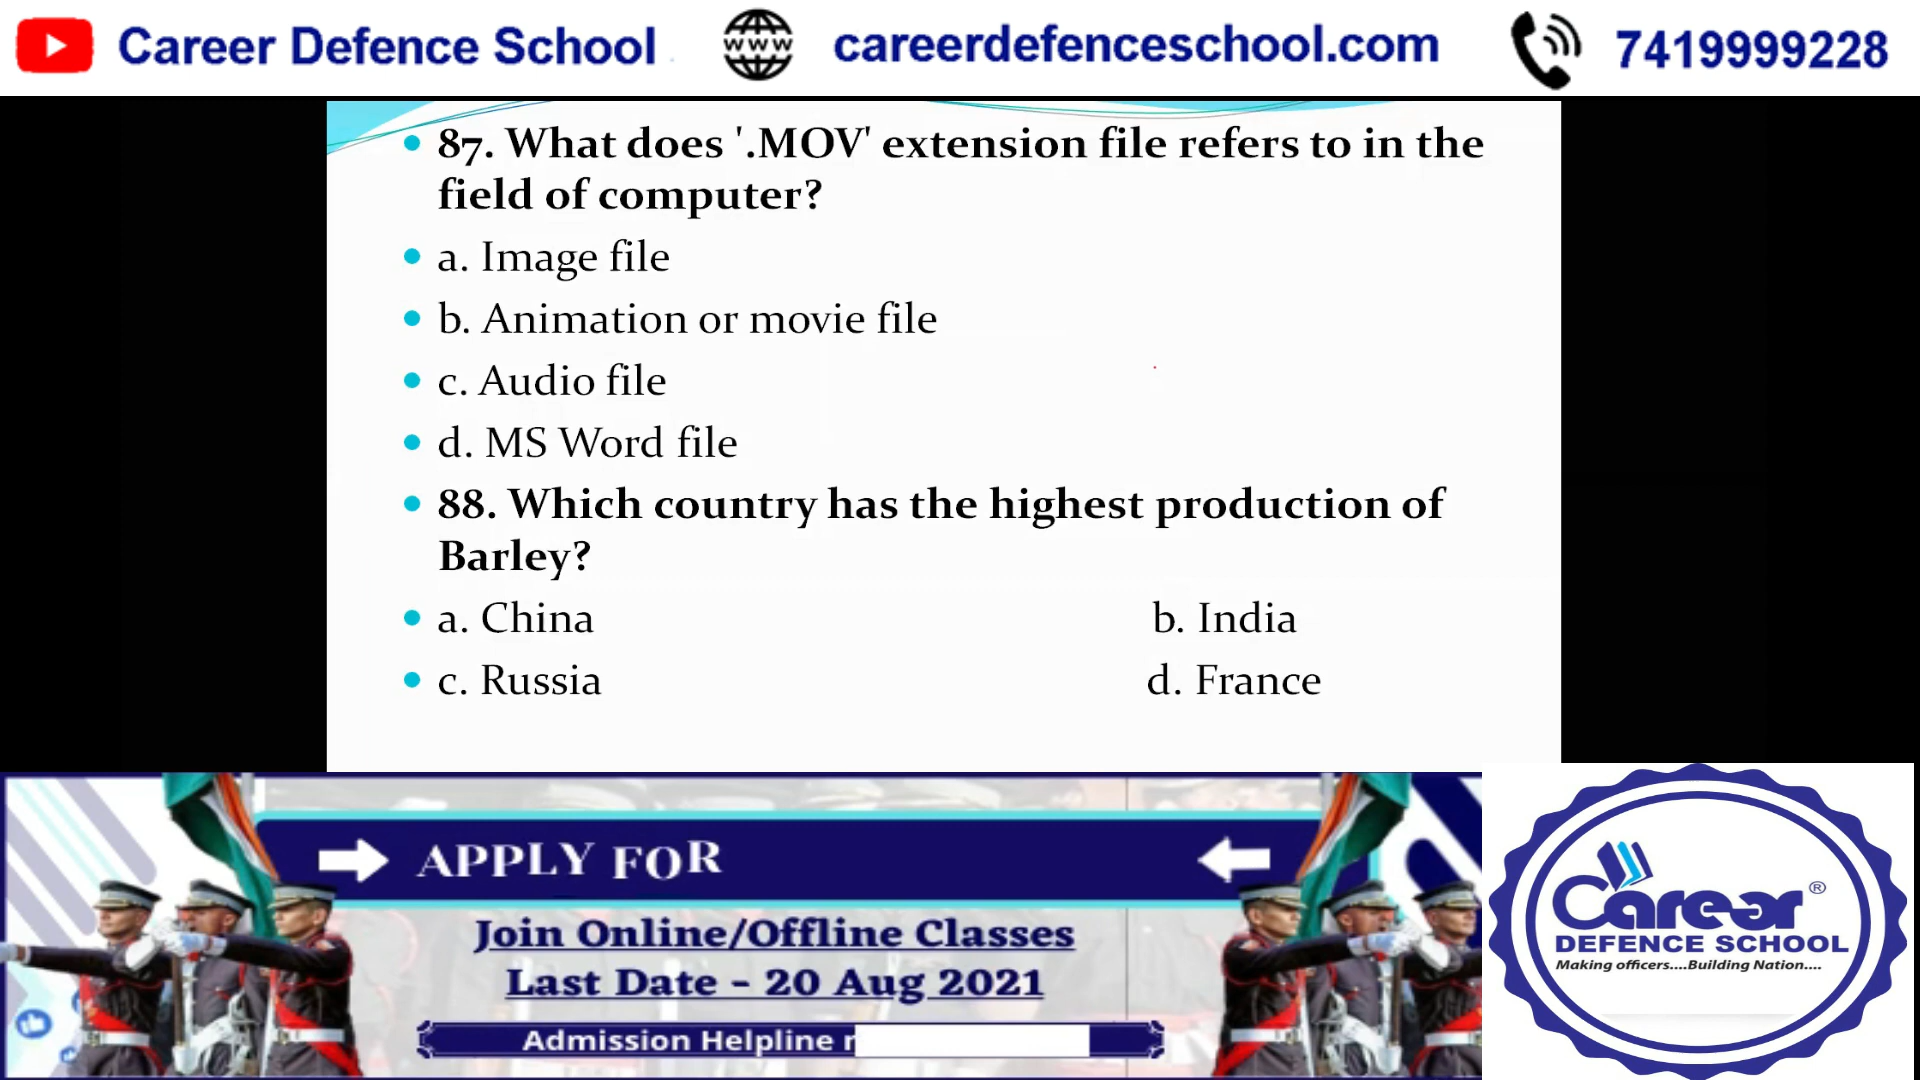 Career Defence School
www
careerdefenceschool.com
7419999228
87. What does '.MOV' extension file refers to in the
field of computer?
a. Image file
b. Animation or movie file
c. Audio file
d. MS Word file
88. Which country has the highest production of
Barley?
a. China b. India
c. Russia d. France
APPLY FOR
Join Online/Offline Classes
Last Date - 20 Aug 2021
Admission Helpline
Career ®
DEFENCE SCHOOL
Making officers....Building Nation....